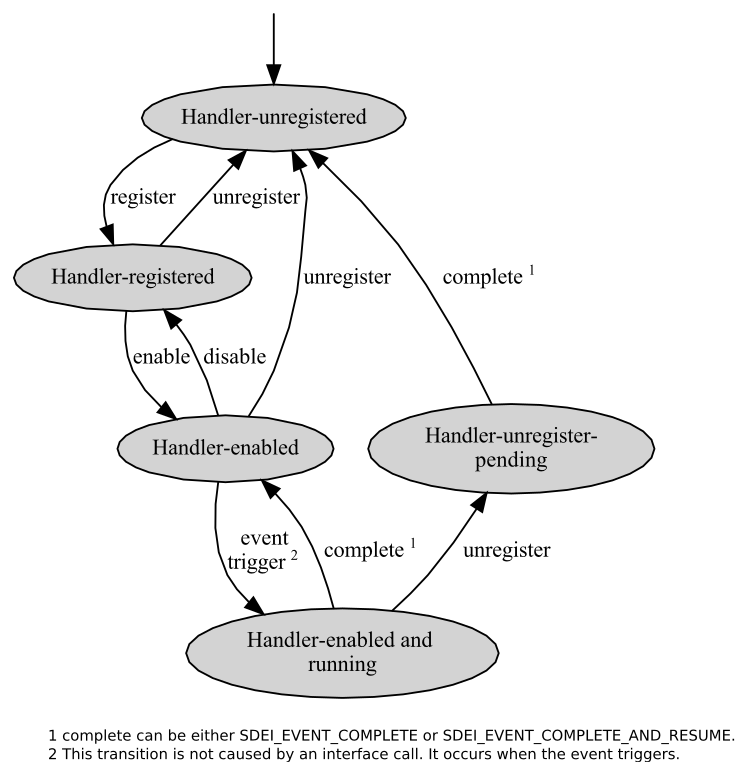 Handler-unregistered
register
unregister
Handler-registered
unregister
complete 1
enable
disable
Handler-enabled
Handler-unregister-
pending
event
trigger 2
complete 1
unregister
Handler-enabled and
running
1 complete can be either SDEI_EVENT_COMPLETE or SDEI_EVENT_COMPLETE_AND_RESUME.
2 This transition is not caused by an interface call. It occurs when the event triggers.